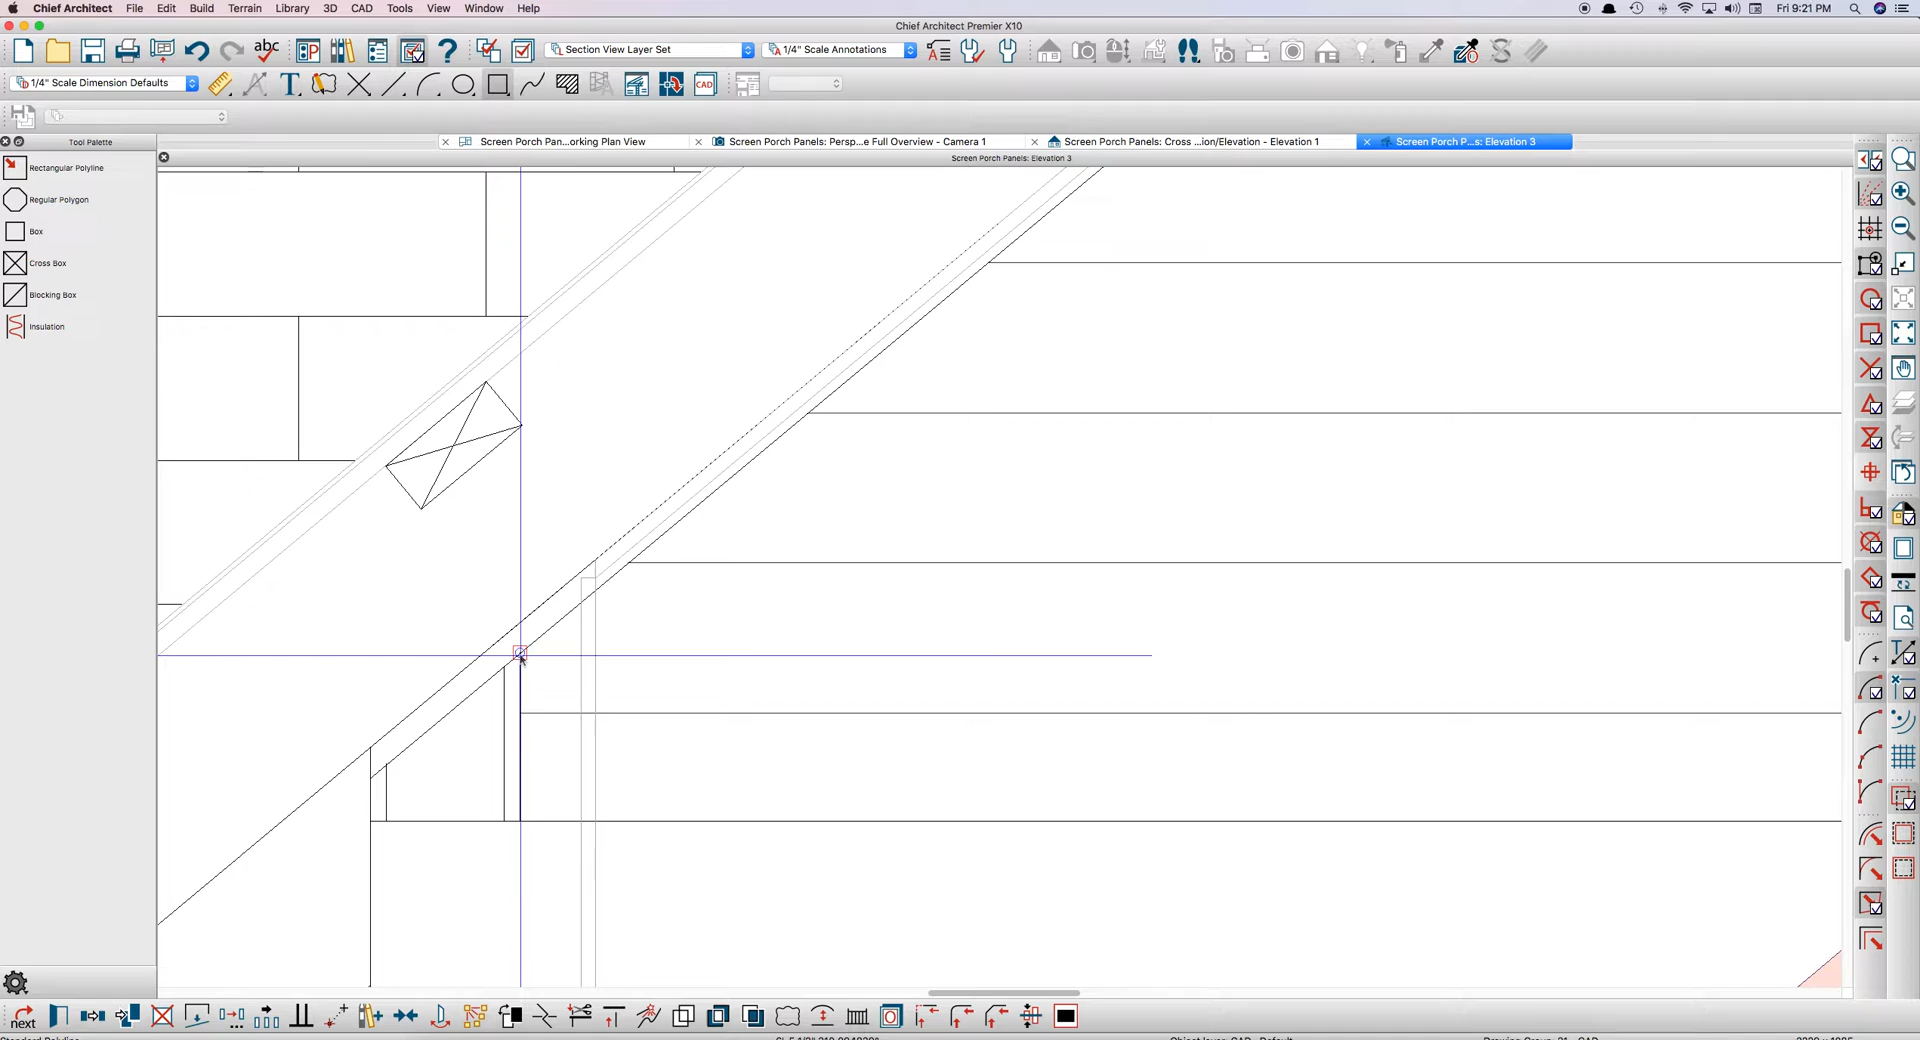 Chief Architect File Edit Build Terrain Library 3D CAD Tools View Window Help Fri 9:21 PM
Chief Architect Premier X10
P abc ? Section View Layer Set 1/4" Scale Annotations
1/4" Scale Dimension Defaults T CAD
Tool Palette
Screen Porch Pan...orking Plan View
Screen Porch Panels: Persp...e Full Overview - Camera 1
Screen Porch Panels: Cross ...ion/Elevation - Elevation 1
Screen Porch P...s: Elevation 3
Screen Porch Panels: Elevation 3
Rectangular Polyline
Regular Polygon
Box
Cross Box
Blocking Box
Insulation
next